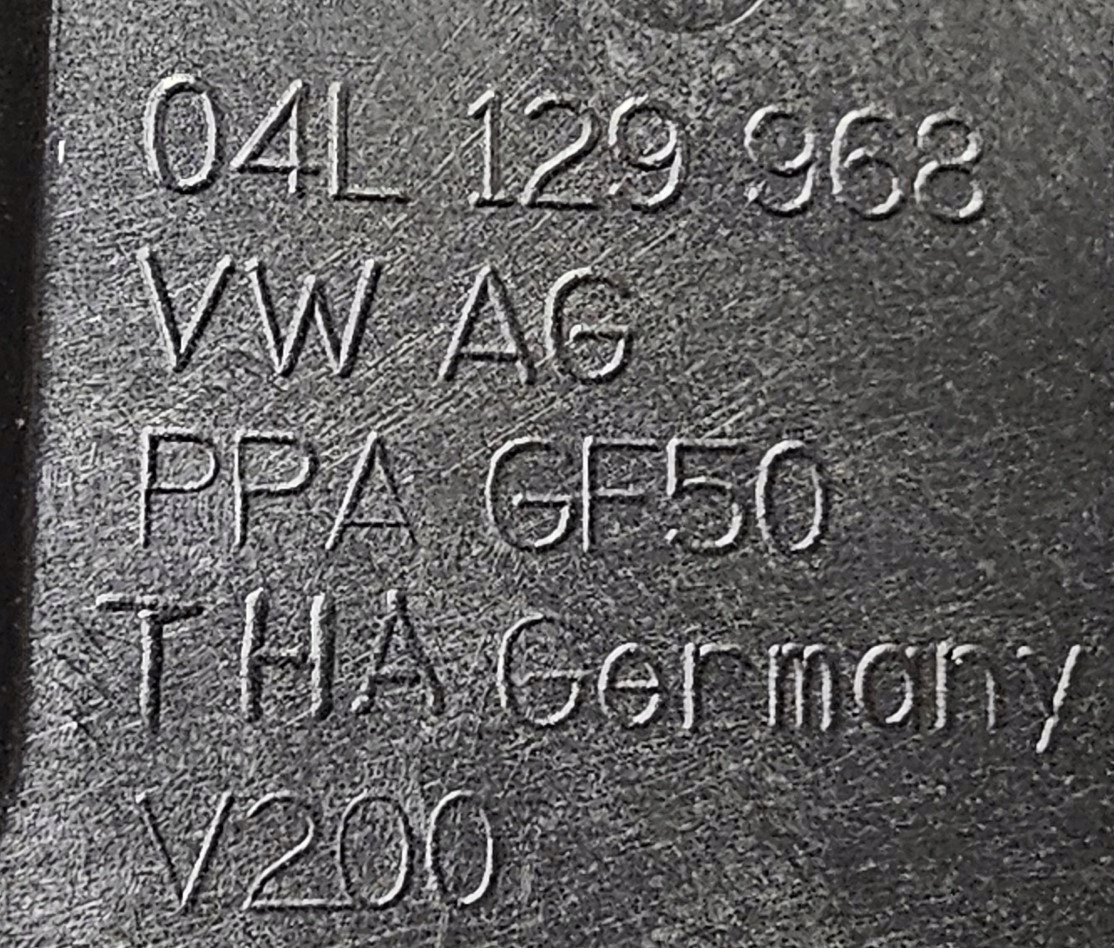 04L 129 968
VW AG
PPA GF50
THA Germany
V200